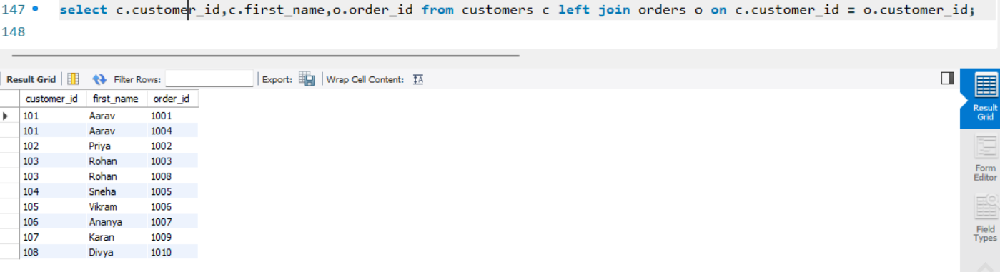 147 select c.customer_id,c.first_name,o.order_id from customers c left join orders o on c.customer_id = o.customer_id;
148
Result Grid Filter Rows: Export: Wrap Cell Content: IA
customer_id first_name order_id
101 Aarav 1001
101 Aarav 1004
102 Priya 1002
103 Rohan 1003
103 Rohan 1008
104 Sneha 1005
105 Vikram 1006
106 Ananya 1007
107 Karan 1009
108 Divya 1010
Result
Grid
Form
Editor
Field
Types